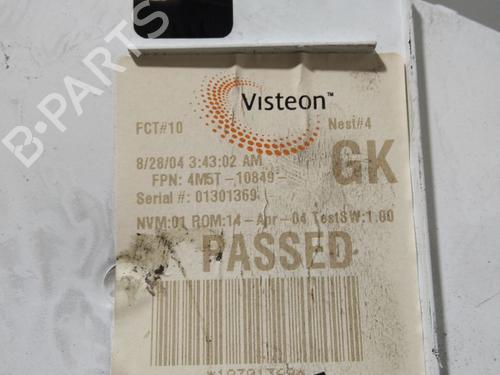 B-PARTS
Visteon™
FCT#10 Nest#4
8/28/04 3:43:02 AM
FPN: 4M5T -10849- GK
Serial #: 01301369
NVM:01 ROM:14-Apr-04 TestSW:1.00
PASSED